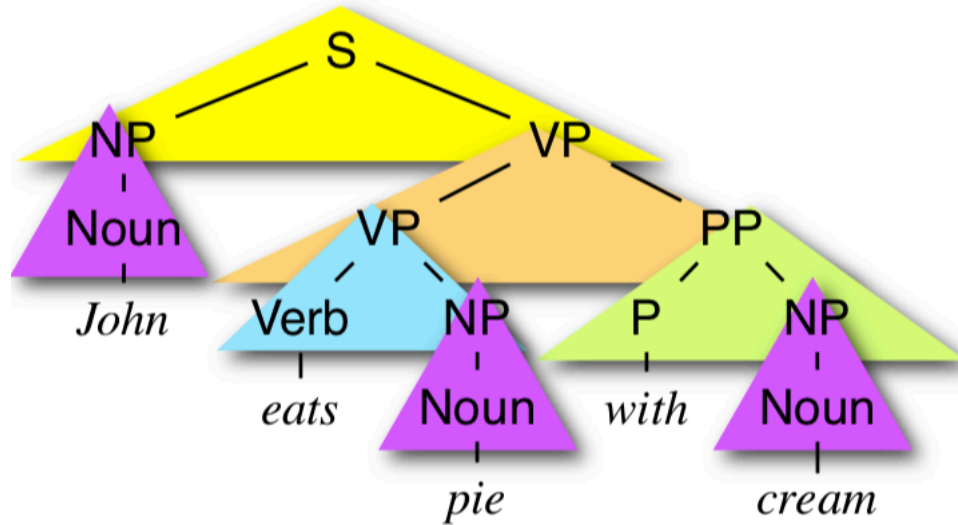 S
NP VP
Noun VP PP
John Verb NP P NP
eats Noun with Noun
pie cream